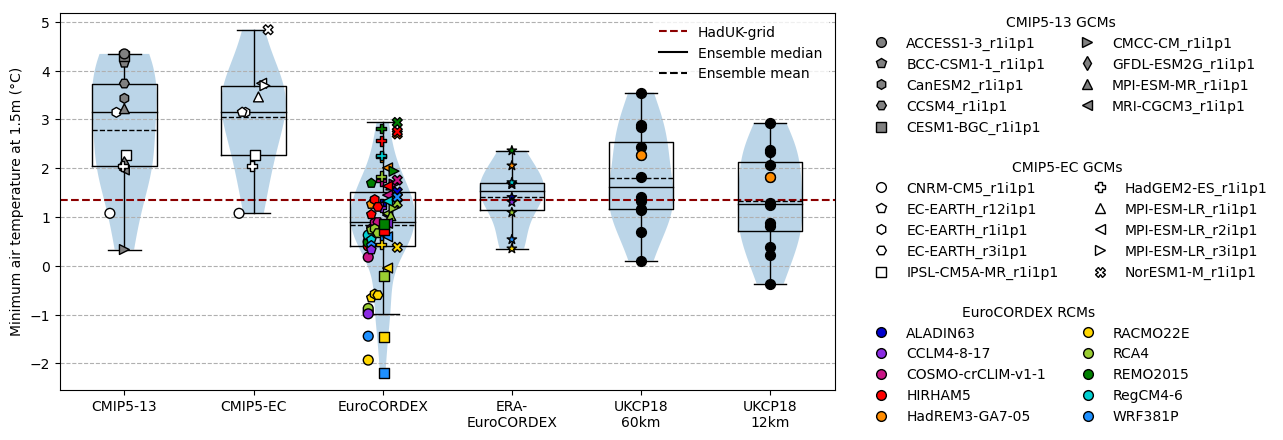 Minimum air temperature at 1.5m (°C)
5
4
3
2
1
0
−1
−2
HadUK-grid
Ensemble median
Ensemble mean
CMIP5-13
CMIP5-EC
EuroCORDEX
ERA-
EuroCORDEX
UKCP18
60km
UKCP18
12km
CMIP5-13 GCMs
ACCESS1-3_r1i1p1
BCC-CSM1-1_r1i1p1
CanESM2_r1i1p1
CCSM4_r1i1p1
CESM1-BGC_r1i1p1
CMCC-CM_r1i1p1
GFDL-ESM2G_r1i1p1
MPI-ESM-MR_r1i1p1
MRI-CGCM3_r1i1p1
CMIP5-EC GCMs
CNRM-CM5_r1i1p1
EC-EARTH_r12i1p1
EC-EARTH_r1i1p1
EC-EARTH_r3i1p1
IPSL-CM5A-MR_r1i1p1
HadGEM2-ES_r1i1p1
MPI-ESM-LR_r1i1p1
MPI-ESM-LR_r2i1p1
MPI-ESM-LR_r3i1p1
NorESM1-M_r1i1p1
EuroCORDEX RCMs
ALADIN63
CCLM4-8-17
COSMO-crCLIM-v1-1
HIRHAM5
HadREM3-GA7-05
RACMO22E
RCA4
REMO2015
RegCM4-6
WRF381P